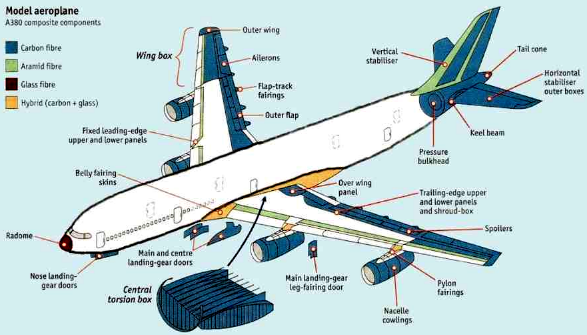 Model aeroplane
A380 composite components
Carbon fibre
Aramid fibre
Glass fibre
Hybrid (carbon + glass)
Wing box
Outer wing
Ailerons
Flap-track
fairings
Outer flap
Fixed leading-edge
upper and lower panels
Belly fairing
skins
Radome
Nose landing-
gear doors
Main and centre
landing-gear doors
Central
torsion box
Main landing-gear
leg-fairing door
Nacelle
cowlings
Pylon
fairings
Spoilers
Trailing-edge upper
and lower panels
and shroud-box
Over wing
panel
Pressure
bulkhead
Keel beam
Horizontal
stabiliser
outer boxes
Tail cone
Vertical
stabiliser